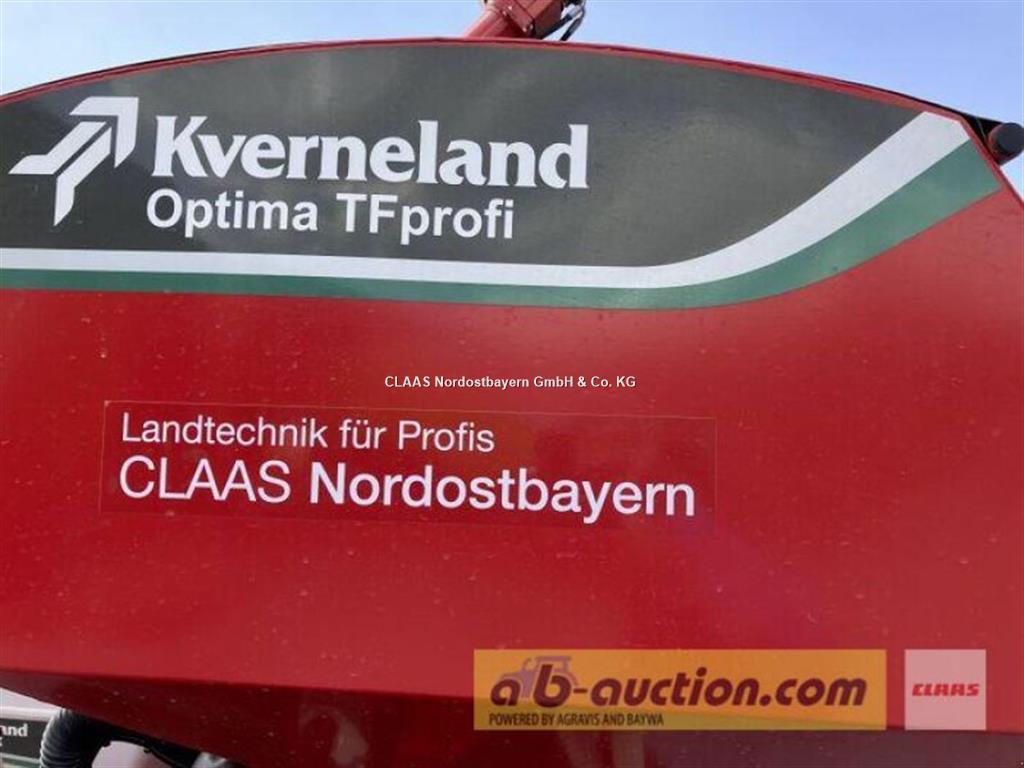 Kverneland
Optima TFprofi
CLAAS Nordostbayern GmbH & Co. KG
Landtechnik für Profis
CLAAS Nordostbayern
ab-auction.com
POWERED BY AGRAVIS AND BAYWA
CLAAS